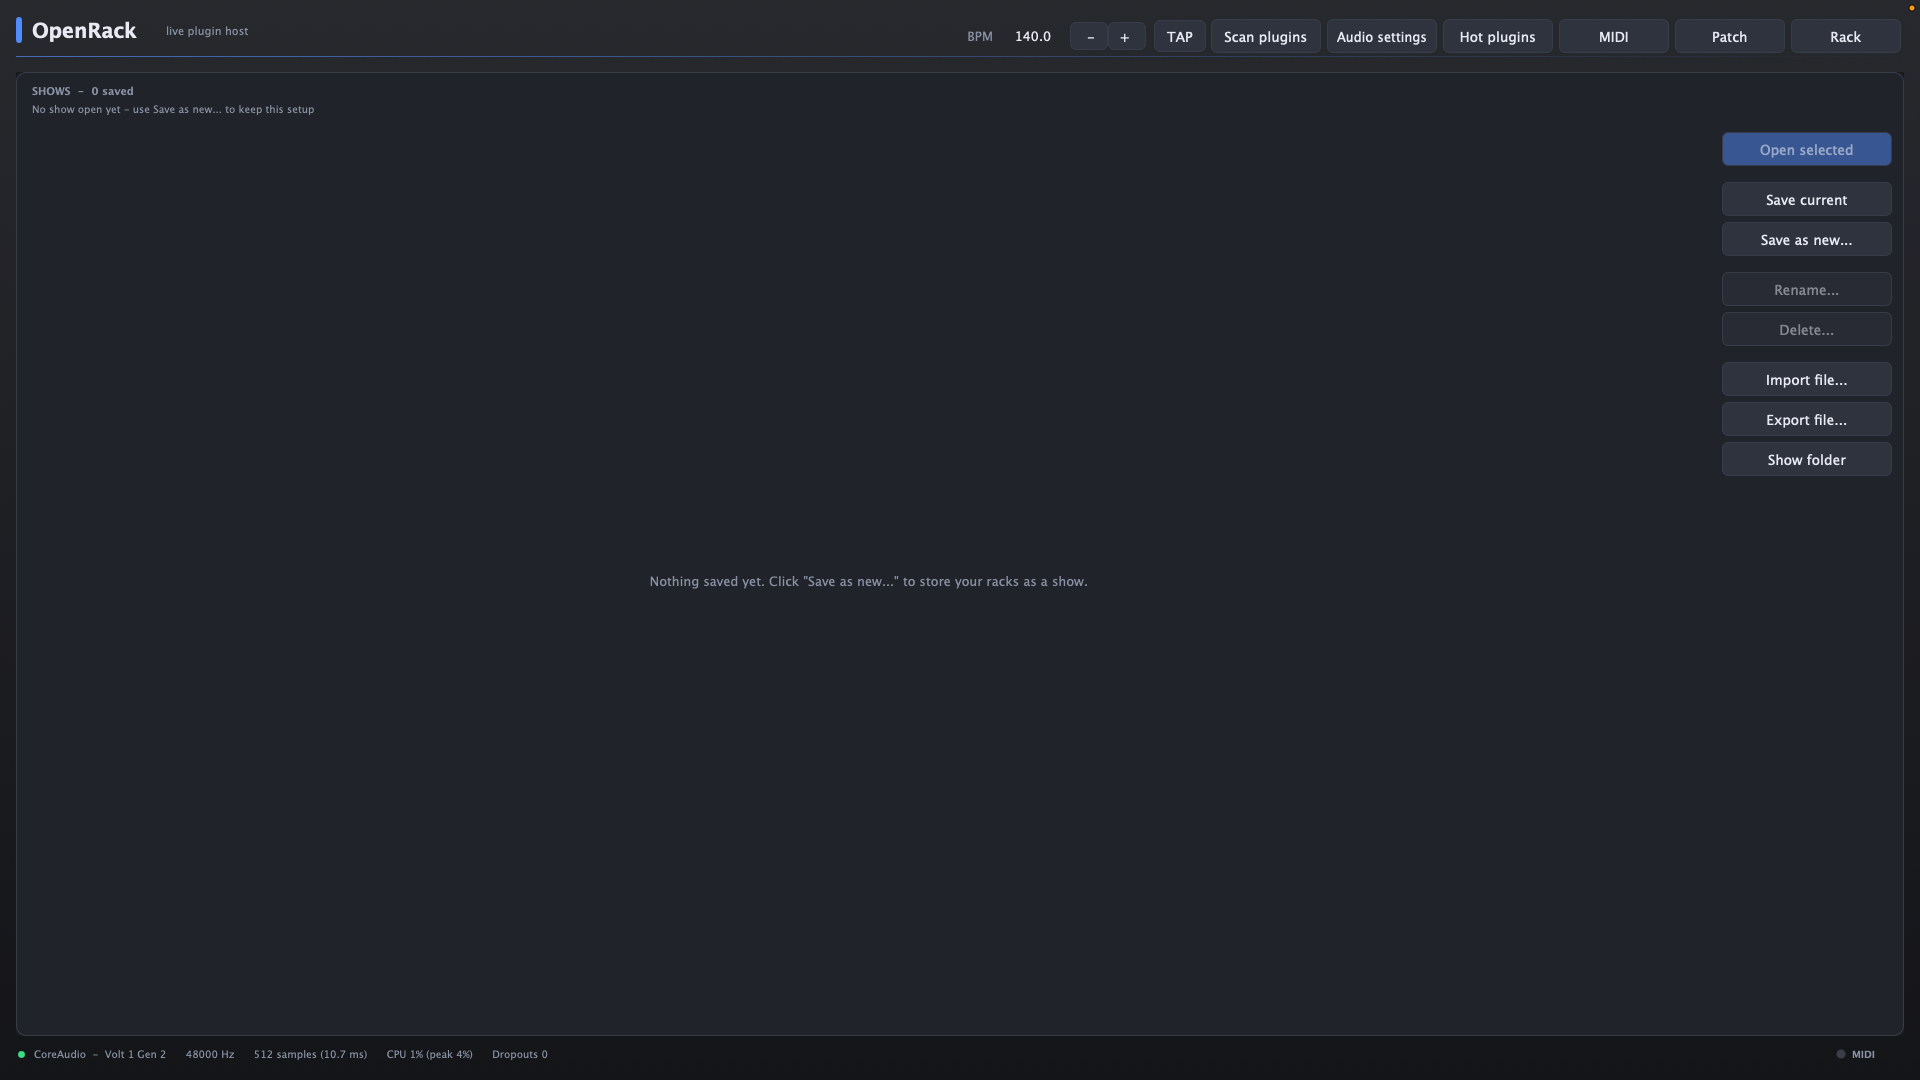 OpenRack
live plugin host
BPM 140.0 - + TAP Scan plugins Audio settings Hot plugins MIDI Patch Rack
SHOWS – 0 saved
No show open yet – use Save as new... to keep this setup
Open selected
Save current
Save as new...
Rename...
Delete...
Import file...
Export file...
Show folder
Nothing saved yet. Click "Save as new..." to store your racks as a show.
CoreAudio – Volt 1 Gen 2 48000 Hz 512 samples (10.7 ms) CPU 1% (peak 4%) Dropouts 0 MIDI